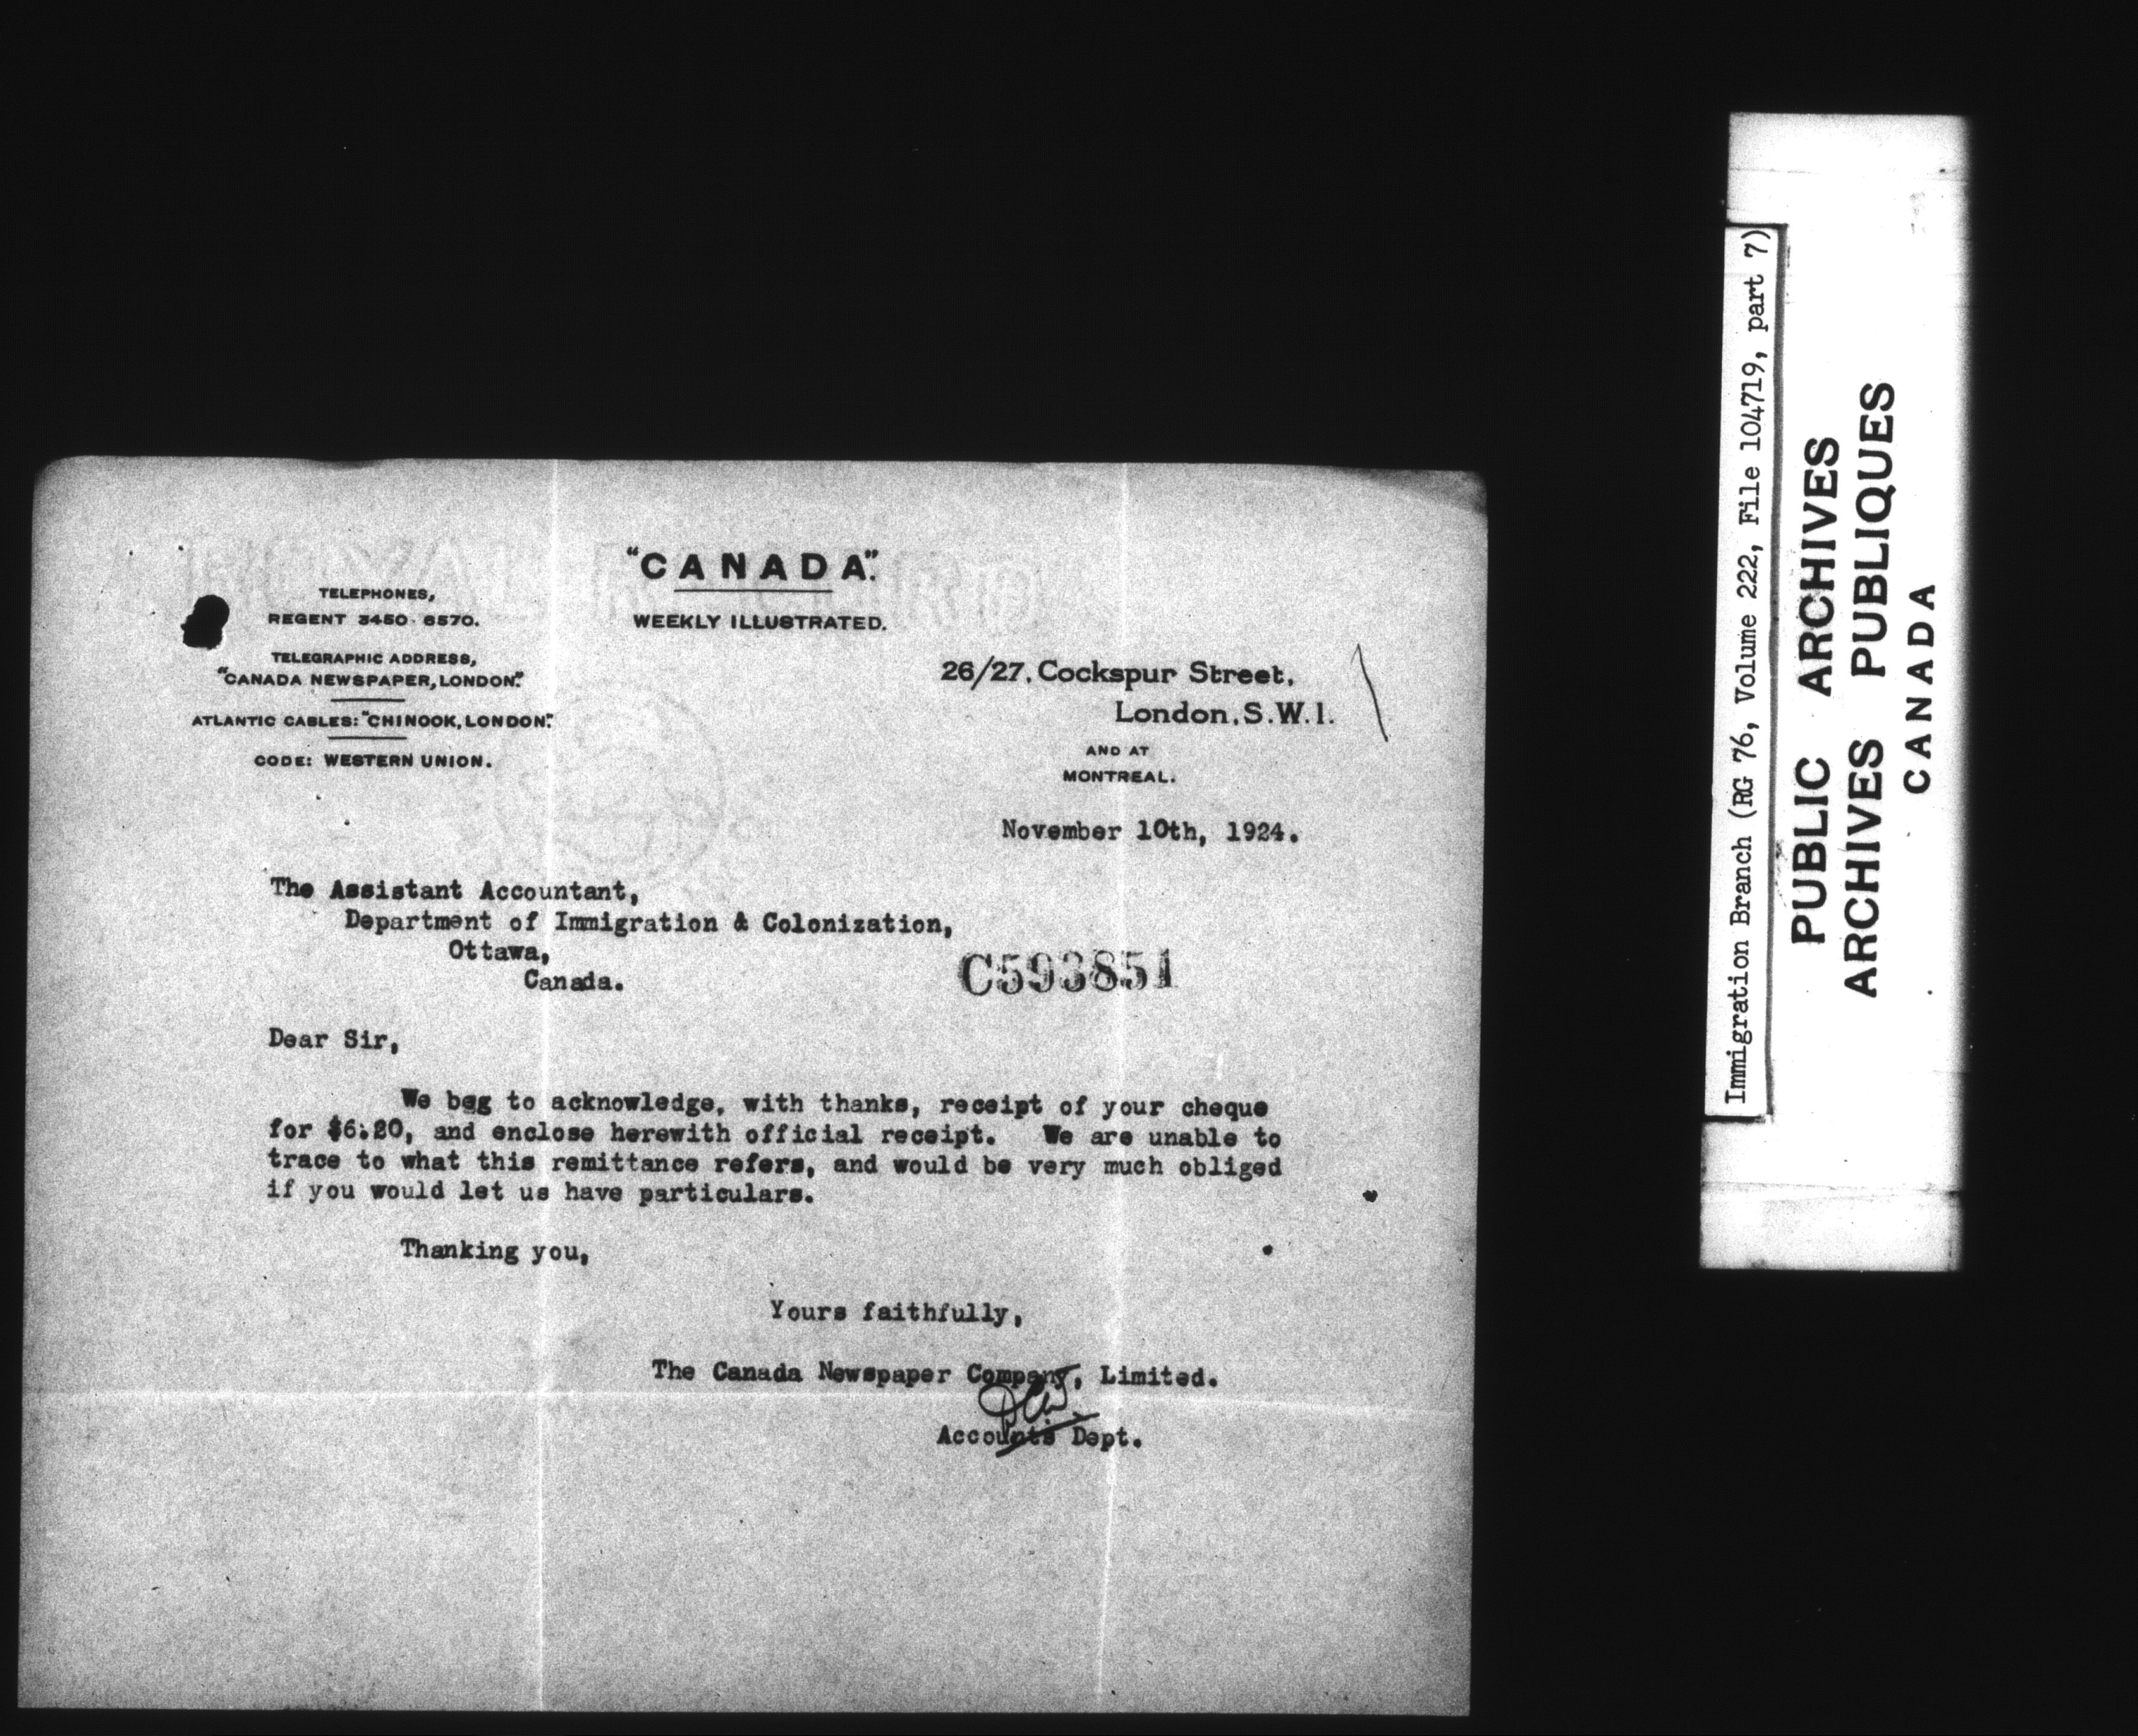 "CANADA".
WEEKLY ILLUSTRATED.
TELEPHONES,
REGENT 3450·6570.
TELEGRAPHIC ADDRESS,
"CANADA NEWSPAPER, LONDON".
ATLANTIC CABLES: "CHINOOK, LONDON".
CODE: WESTERN UNION.
26/27, Cockspur Street,
London, S.W.1.
AND AT
MONTREAL.
November 10th, 1924.
The Assistant Accountant,
Department of Immigration & Colonization,
Ottawa,
Canada.
C593851
Dear Sir,
We beg to acknowledge, with thanks, receipt of your cheque
for $6.20, and enclose herewith official receipt. We are unable to
trace to what this remittance refers, and would be very much obliged
if you would let us have particulars.
Thanking you,
Yours faithfully,
The Canada Newspaper Company, Limited.
Accounts Dept.
Immigration Branch (RG 76, Volume 222, File 104719, part 7)
PUBLIC ARCHIVES
ARCHIVES PUBLIQUES
CANADA